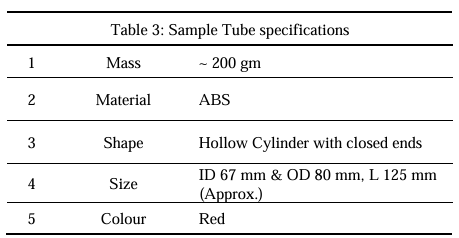 Table 3: Sample Tube specifications
1 Mass ~ 200 gm
2 Material ABS
3 Shape Hollow Cylinder with closed ends
4 Size ID 67 mm & OD 80 mm, L 125 mm
(Approx.)
5 Colour Red